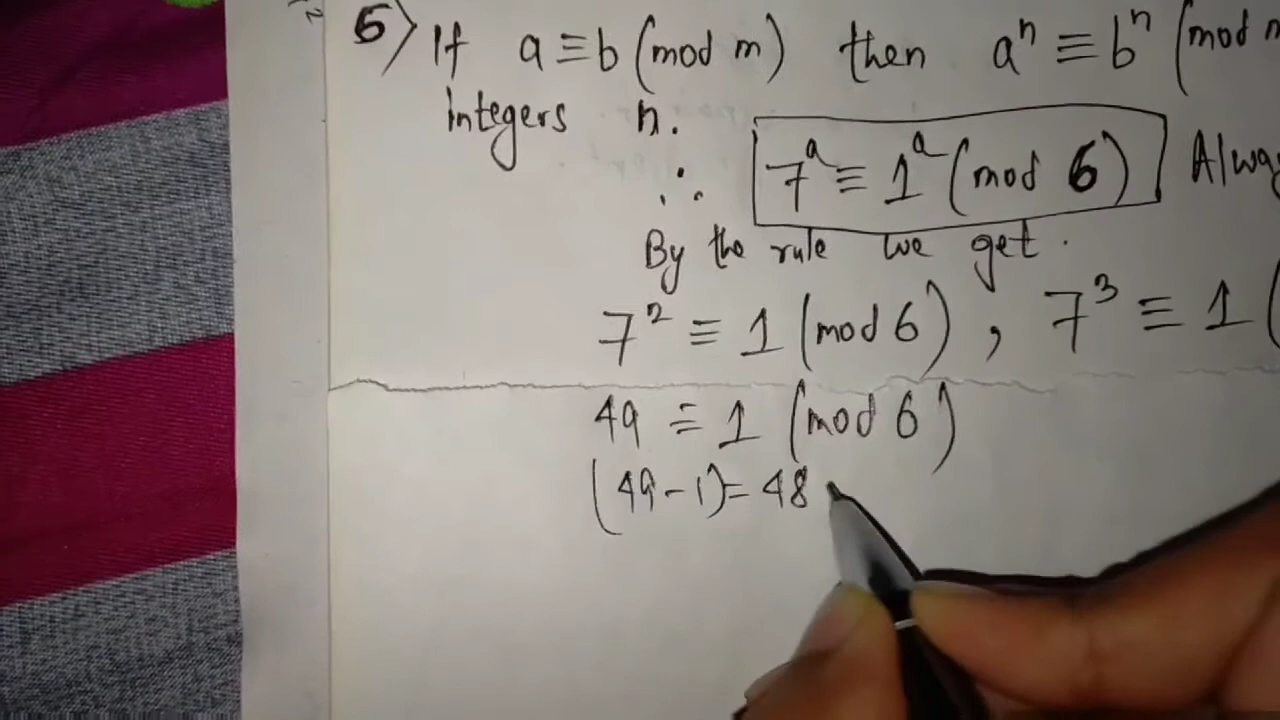 5) If a ≡ b (mod m) then aⁿ ≡ bⁿ (mod
integers n.
∴ 7ᵃ ≡ 1ᵃ (mod 6)
By the rule we get.
7² ≡ 1 (mod 6), 7³ ≡ 1 (
49 ≡ 1 (mod 6)
(49-1)= 48